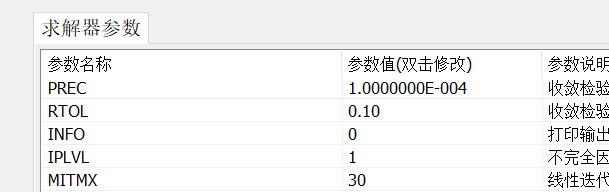 求解器参数
参数名称 参数值(双击修改) 参数说明
PREC 1.0000000E-004 收敛检验
RTOL 0.10 收敛检验
INFO 0 打印输出
IPLVL 1 不完全因
MITMX 30 线性迭代